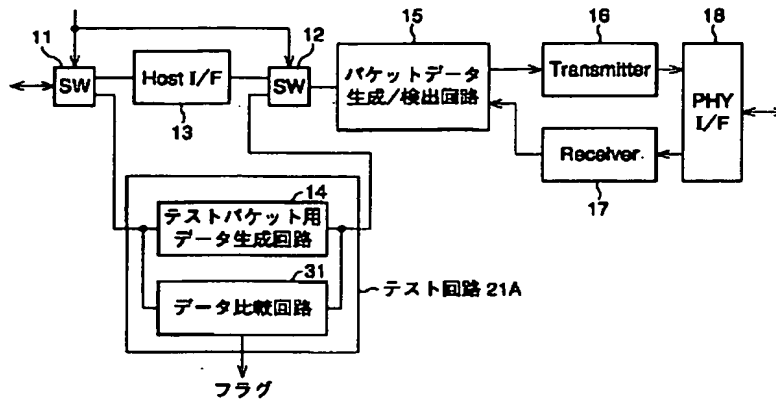 11
SW
Host I/F
13
12
SW
15
パケットデータ
生成/検出回路
16
Transmitter
18
PHY
I/F
Receiver
17
14
テストパケット用
データ生成回路
31
データ比較回路
テスト回路 21A
フラグ